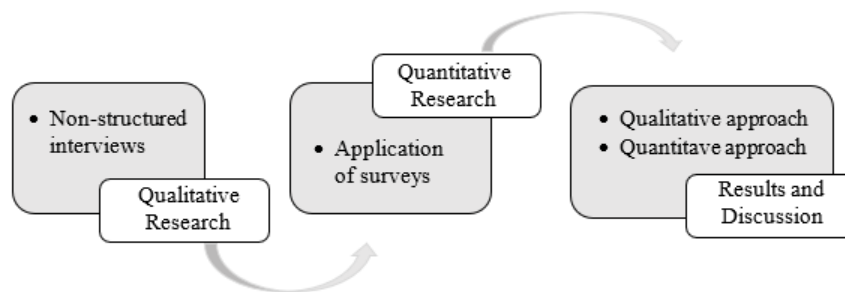 • Non-structured
interviews
Qualitative
Research
Quantitative
Research
• Application
of surveys
• Qualitative approach
• Quantitave approach
Results and
Discussion